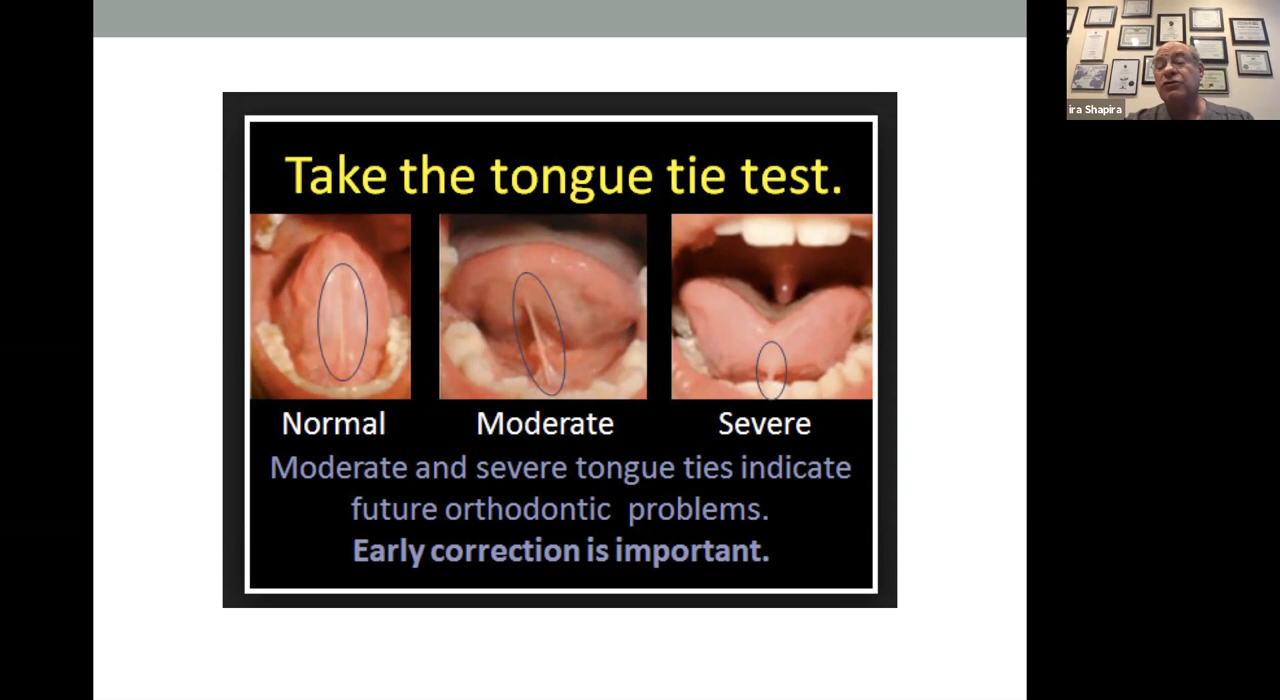 Take the tongue tie test.
Normal Moderate Severe
Moderate and severe tongue ties indicate
future orthodontic problems.
Early correction is important.
ira Shapira